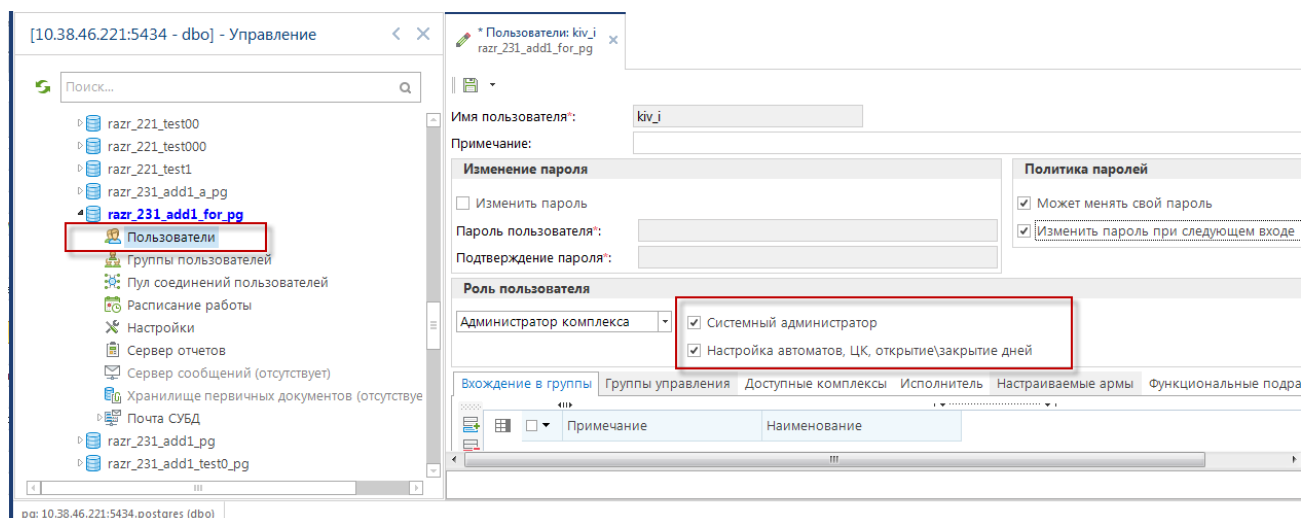 [10.38.46.221:5434 - dbo] - Управление
Поиск...
razr_221_test00
razr_221_test000
razr_221_test1
razr_231_add1_a_pg
razr_231_add1_for_pg
Пользователи
Группы пользователей
Пул соединений пользователей
Расписание работы
Настройки
Сервер отчетов
Сервер сообщений (отсутствует)
Хранилище первичных документов (отсутствуе
Почта СУБД
razr_231_add1_pg
razr_231_add1_test0_pg
pg: 10.38.46.221:5434.postgres (dbo)
* Пользователи: kiv_i
razr_231_add1_for_pg
Имя пользователя*: kiv_i
Примечание:
Изменение пароля
Изменить пароль
Пароль пользователя*:
Подтверждение пароля*:
Политика паролей
Может менять свой пароль
Изменить пароль при следующем входе
Роль пользователя
Администратор комплекса
Системный администратор
Настройка автоматов, ЦК, открытие\закрытие дней
Вхождение в группы Группы управления Доступные комплексы Исполнитель Настраиваемые армы Функциональные подра
Примечание Наименование